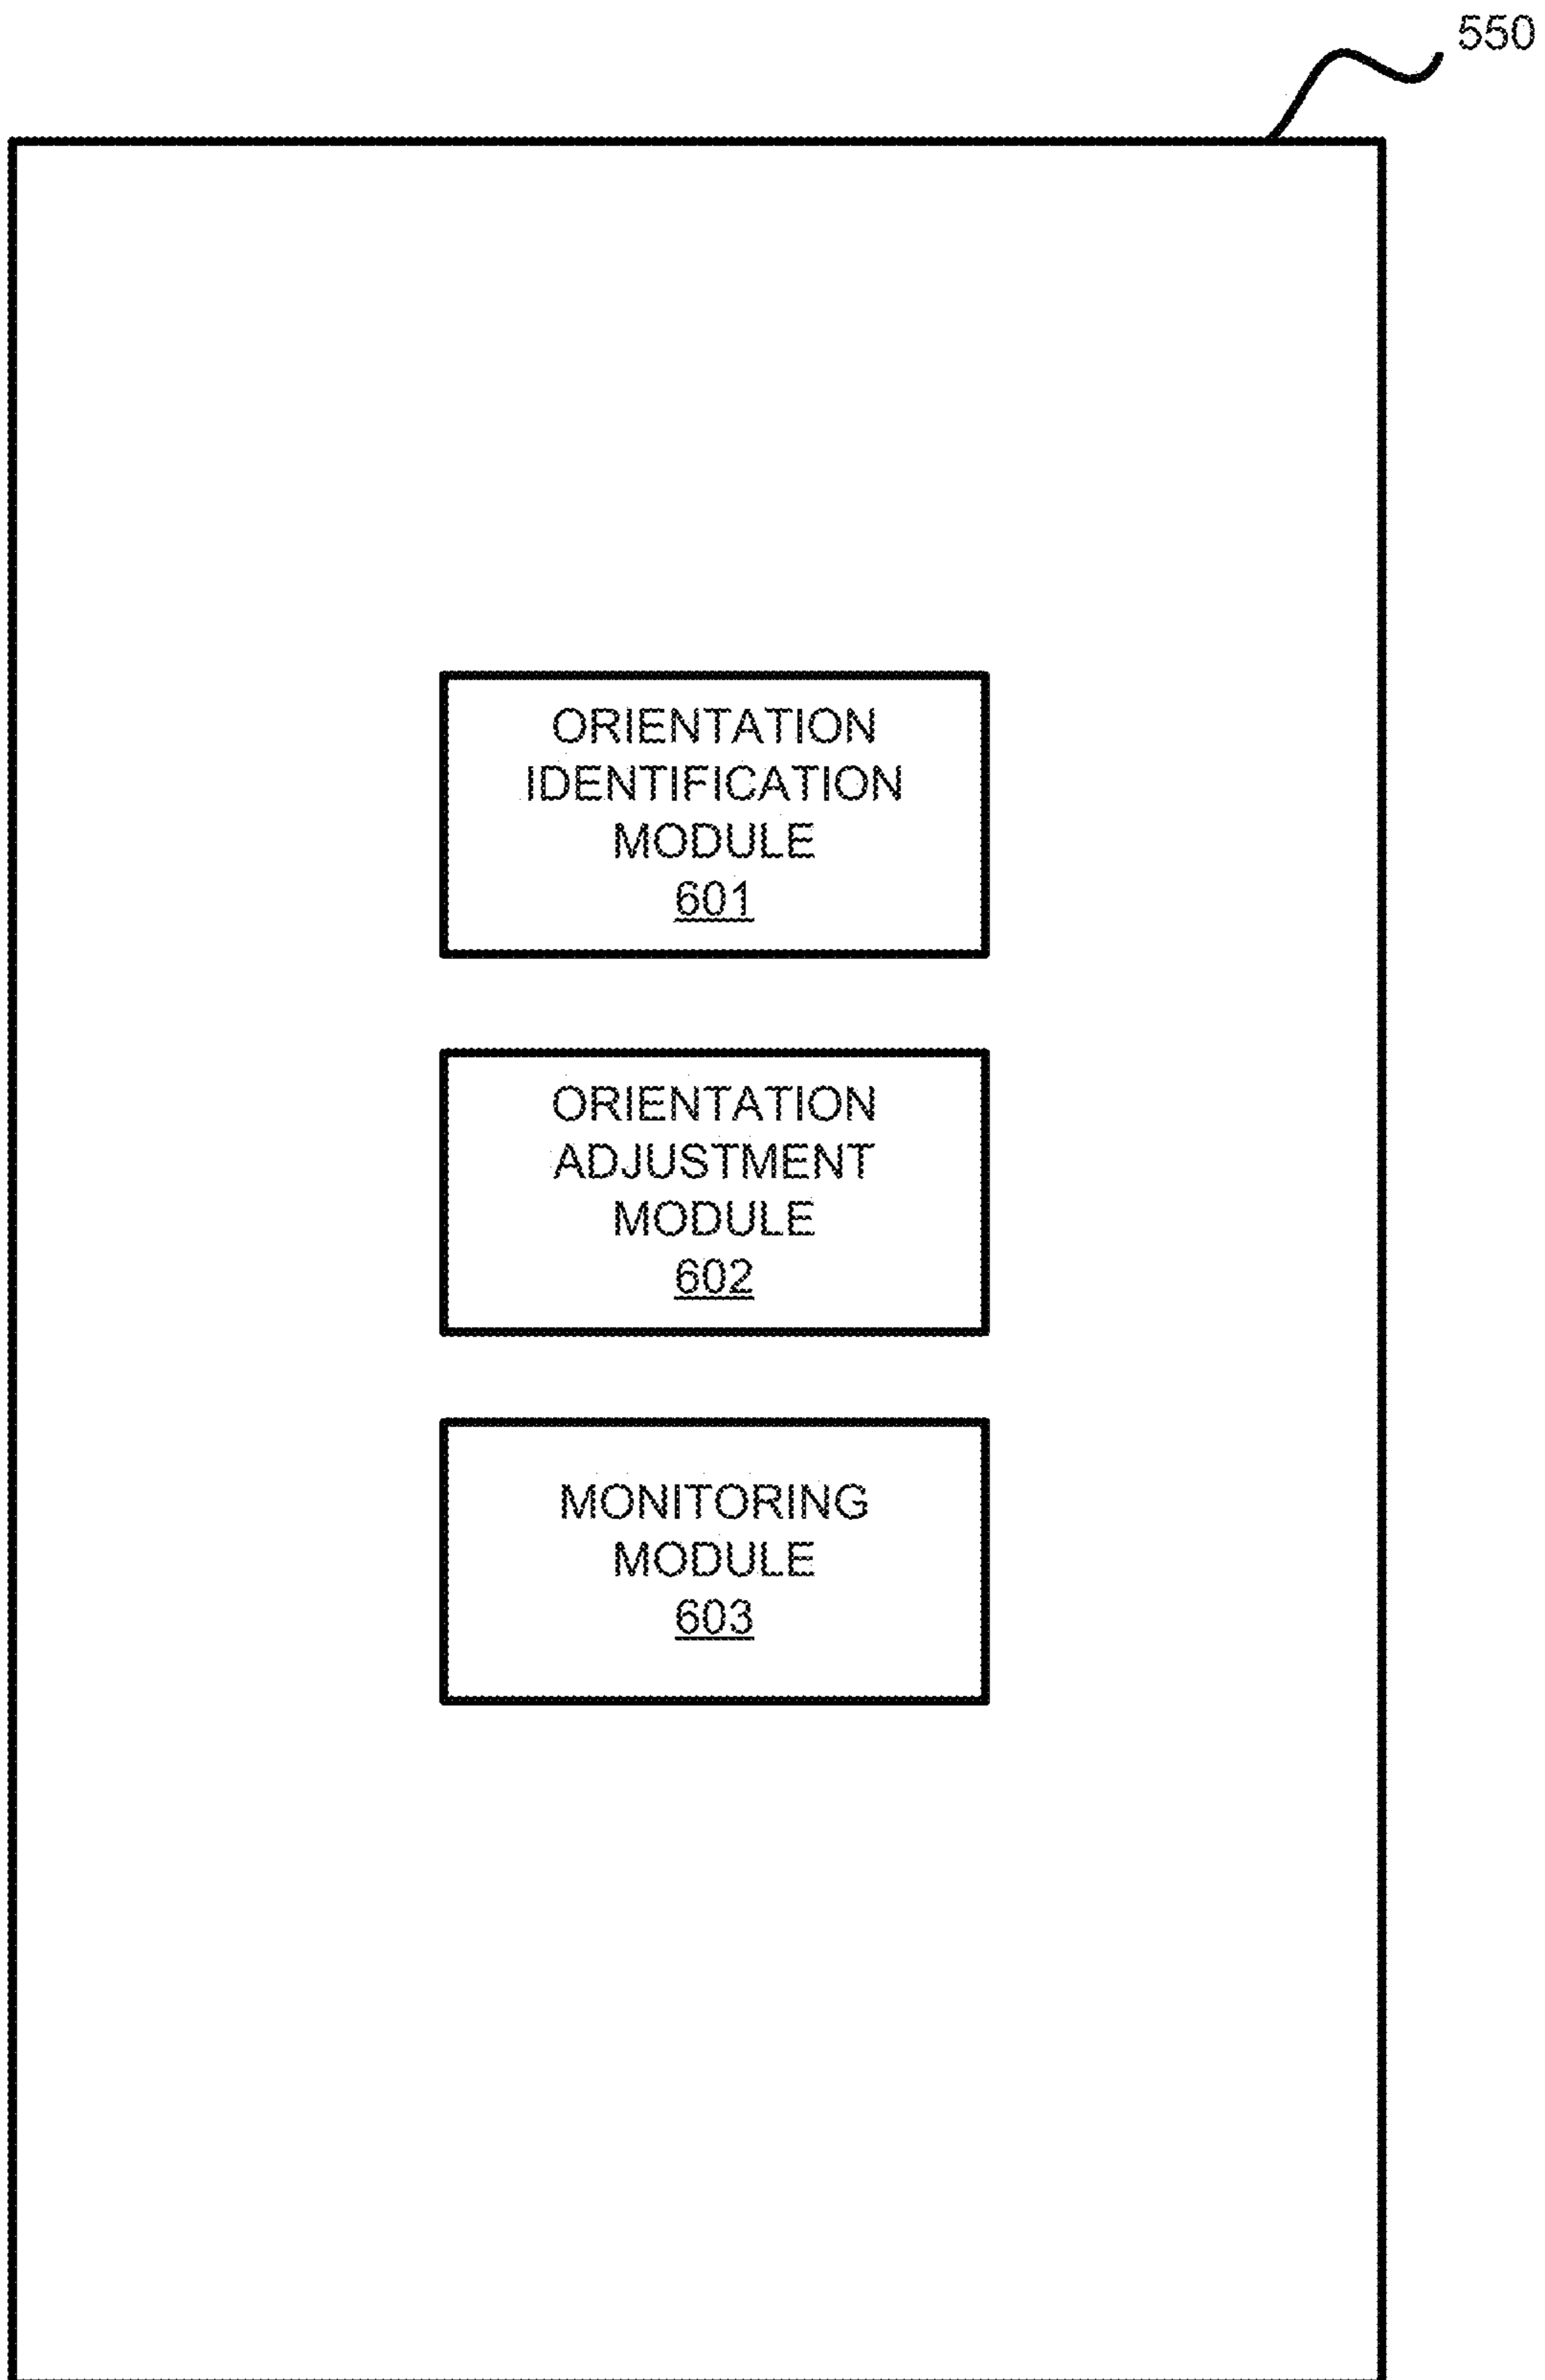 550
ORIENTATION
IDENTIFICATION
MODULE
601
ORIENTATION
ADJUSTMENT
MODULE
602
MONITORING
MODULE
603